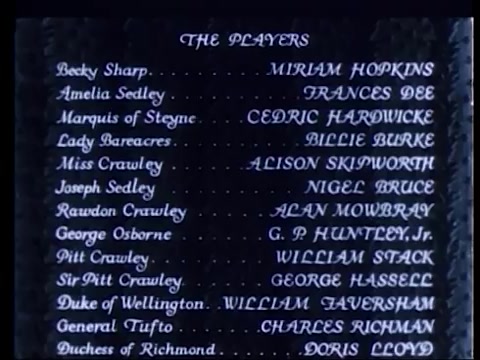 THE PLAYERS
Becky Sharp. . . . . . . . . . . MIRIAM HOPKINS
Amelia Sedley . . . . . . . . . . . . FRANCES DEE
Marquis of Steyne . . . . CEDRIC HARDWICKE
Lady Bareacres . . . . . . . . . . . BILLIE BURKE
Miss Crawley . . . . . . . ALISON SKIPWORTH
Joseph Sedley . . . . . . . . . . . . NIGEL BRUCE
Rawdon Crawley . . . . . . ALAN MOWBRAY
George Osborne . . . . . . . G. P. HUNTLEY, Jr.
Pitt Crawley. . . . . . . . . . . WILLIAM STACK
Sir Pitt Crawley. . . . . . . . GEORGE HASSELL
Duke of Wellington. . WILLIAM FAVERSHAM
General Tufto . . . . . . . . CHARLES RICHMAN
Duchess of Richmond . . . . . . . DORIS LLOYD